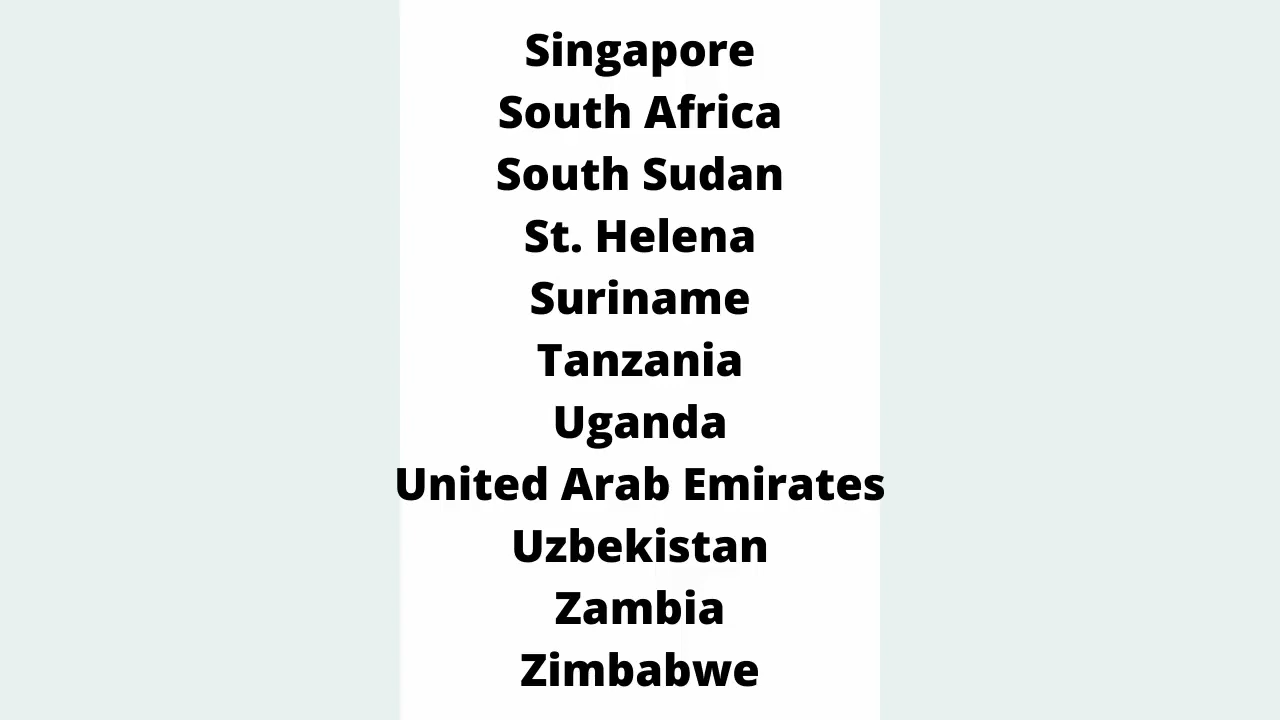 Singapore
South Africa
South Sudan
St. Helena
Suriname
Tanzania
Uganda
United Arab Emirates
Uzbekistan
Zambia
Zimbabwe